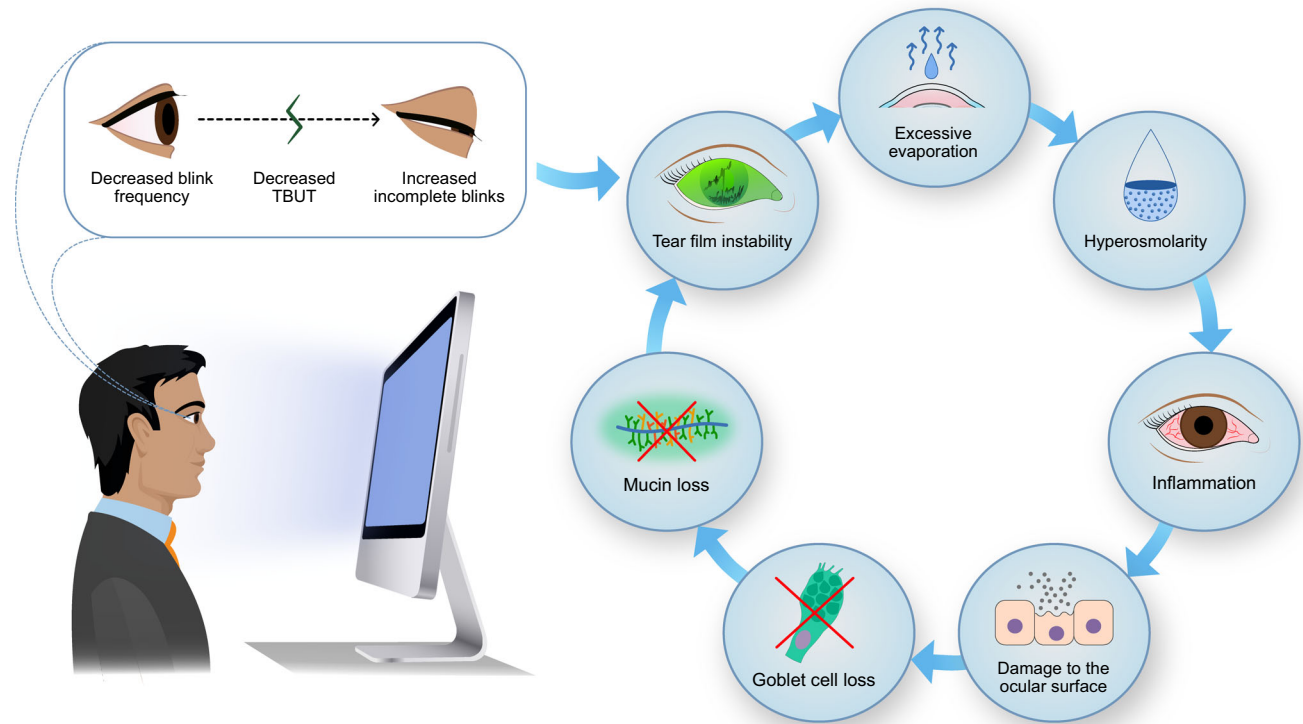 Decreased blink
frequency
Decreased
TBUT
Increased
incomplete blinks
Tear film instability
Excessive
evaporation
Hyperosmolarity
Inflammation
Damage to the
ocular surface
Goblet cell loss
Mucin loss